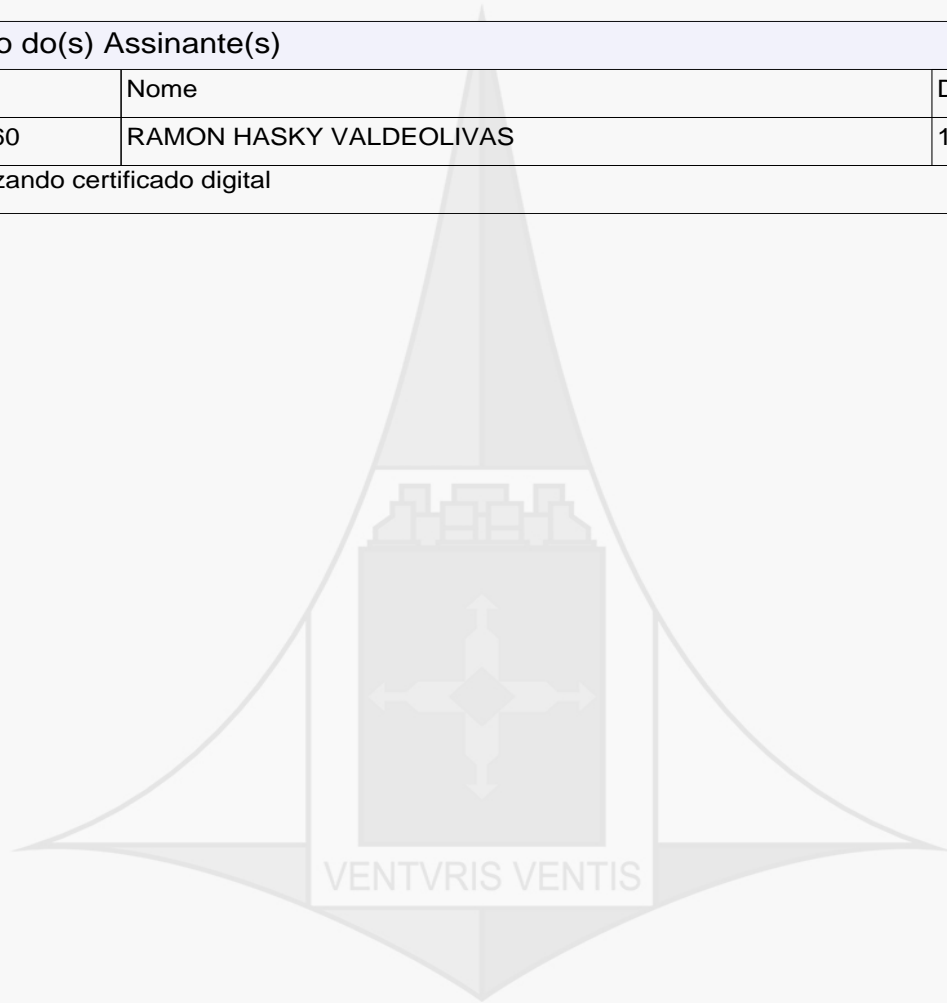 o do(s) Assinante(s)
Nome D
60 RAMON HASKY VALDEOLIVAS 1
zando certificado digital
VENTVRIS VENTIS